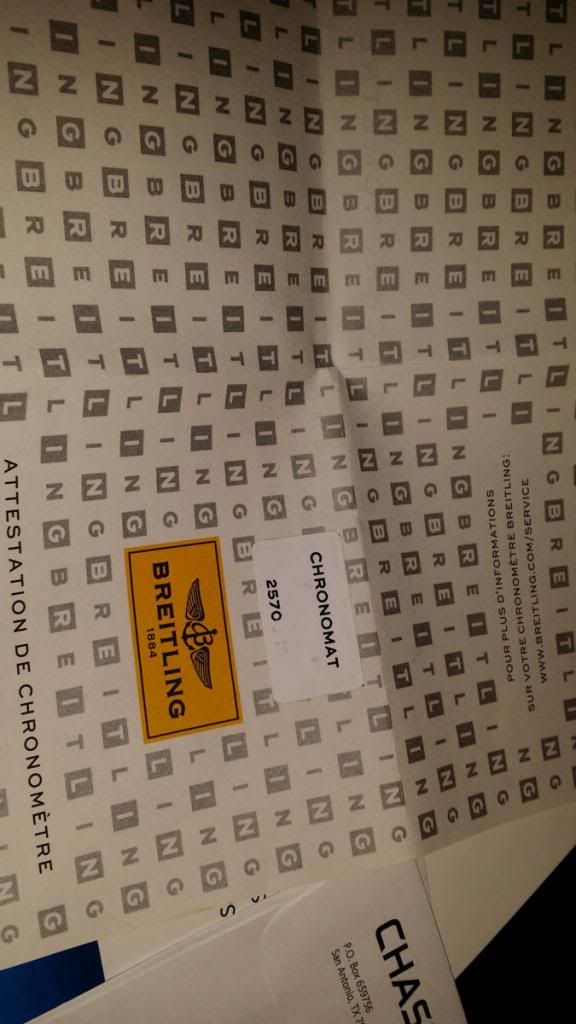 POUR PLUS D'INFORMATIONS
SUR VOTRE CHRONOMÈTRE BREITLING:
WWW.BREITLING.COM/SERVICE
CHRONOMAT
2570
BREITLING
1884
ATTESTATION DE CHRONOMÈTRE
CHAS
P.O. Box 659756
San Antonio, TX